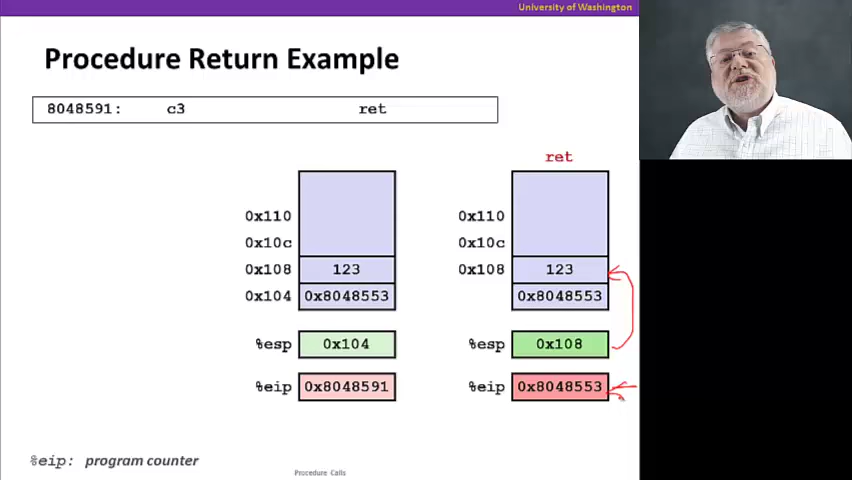 University of Washington
Procedure Return Example
8048591: c3 ret
ret
0x110 0x110
0x10c 0x10c
0x108 123 0x108 123
0x104 0x8048553 0x8048553
%esp 0x104 %esp 0x108
%eip 0x8048591 %eip 0x8048553
%eip: program counter
Procedure Calls